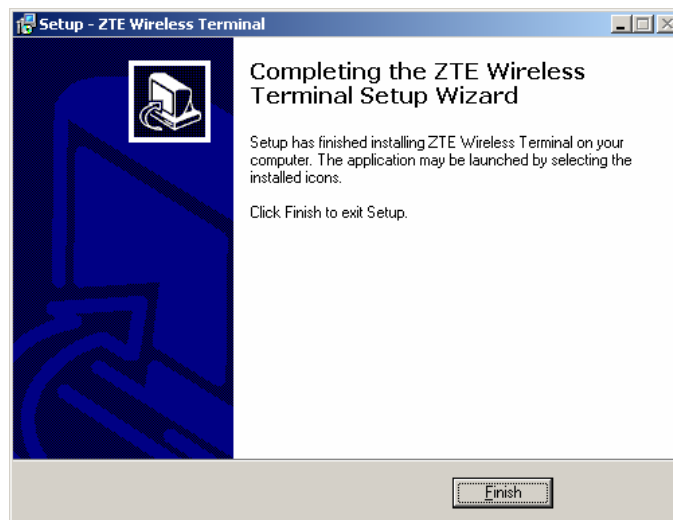 Setup - ZTE Wireless Terminal
Completing the ZTE Wireless
Terminal Setup Wizard
Setup has finished installing ZTE Wireless Terminal on your
computer. The application may be launched by selecting the
installed icons.
Click Finish to exit Setup.
Finish